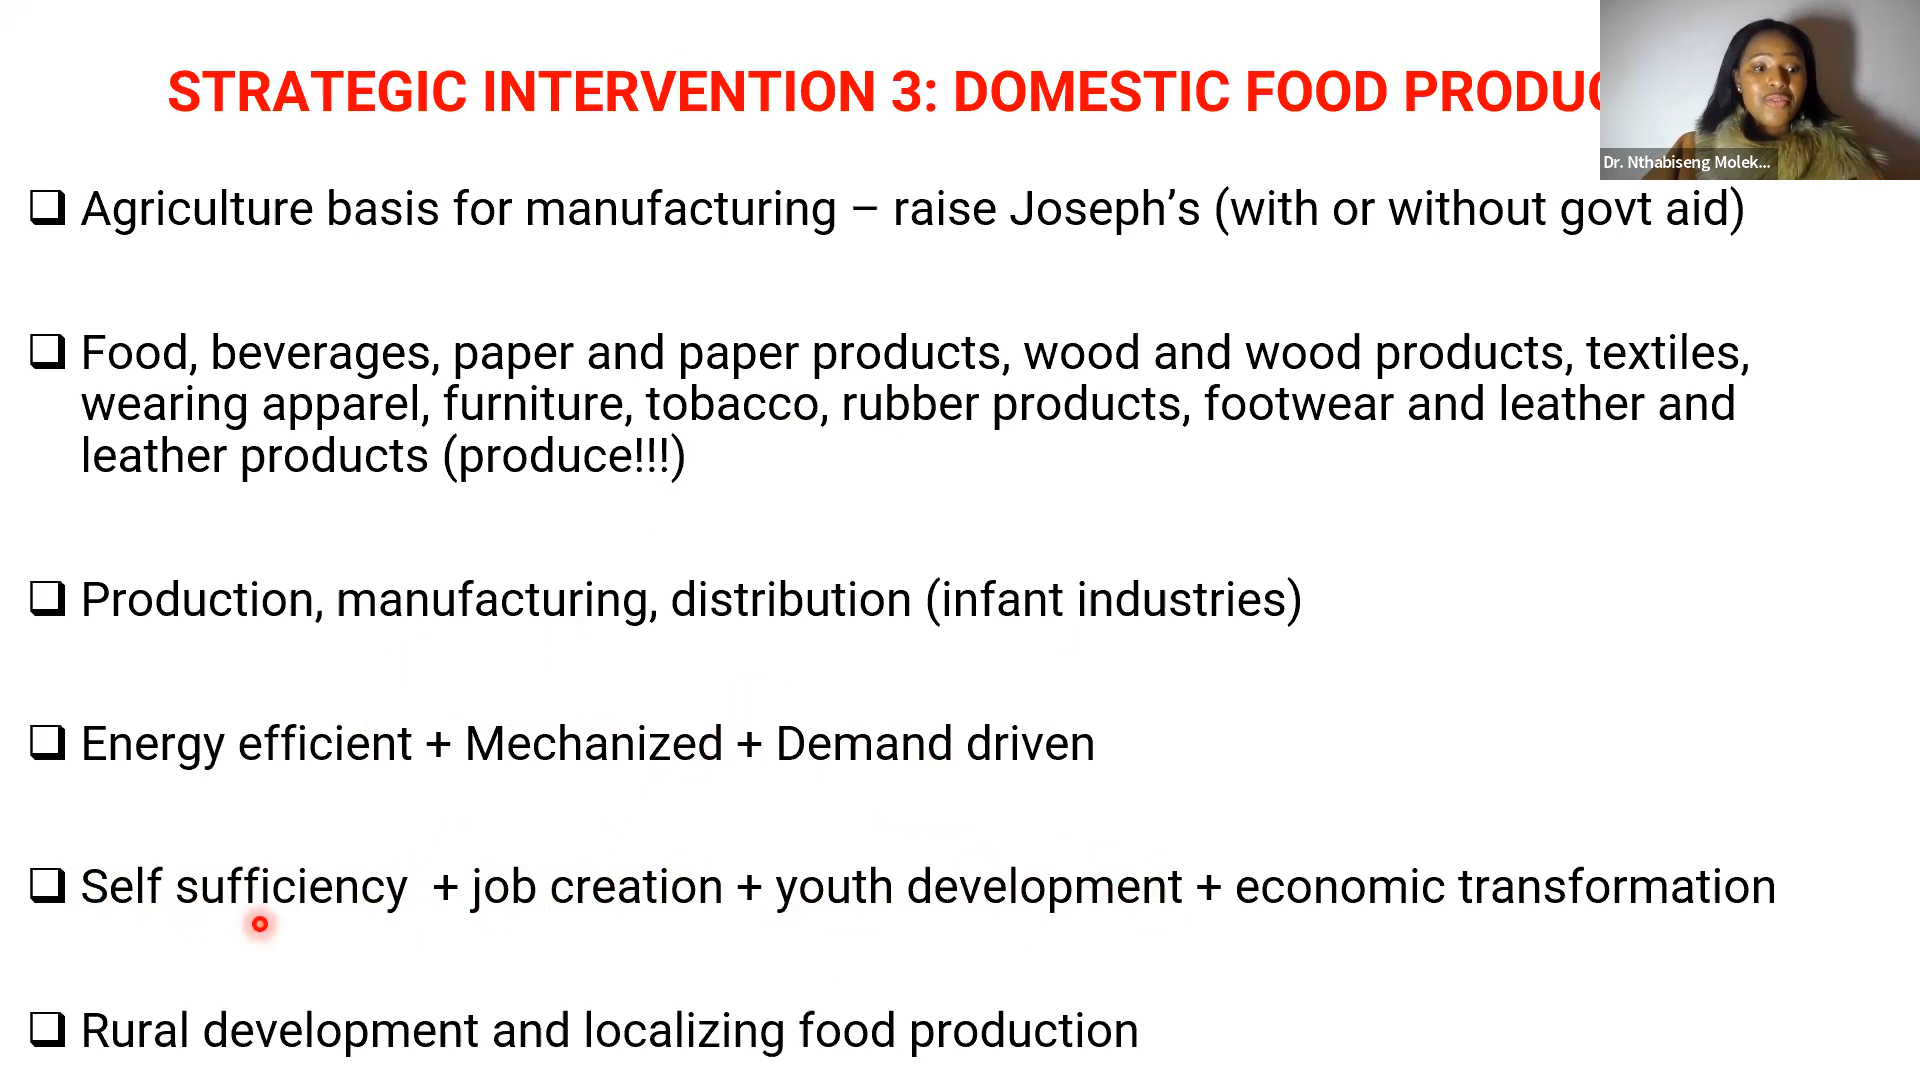 STRATEGIC INTERVENTION 3: DOMESTIC FOOD
Dr. Nthabiseng Molek...
Agriculture basis for manufacturing – raise Joseph’s (with or without govt aid)
Food, beverages, paper and paper products, wood and wood products, textiles,
wearing apparel, furniture, tobacco, rubber products, footwear and leather and
leather products (produce!!!)
Production, manufacturing, distribution (infant industries)
Energy efficient + Mechanized + Demand driven
Self sufficiency + job creation + youth development + economic transformation
Rural development and localizing food production